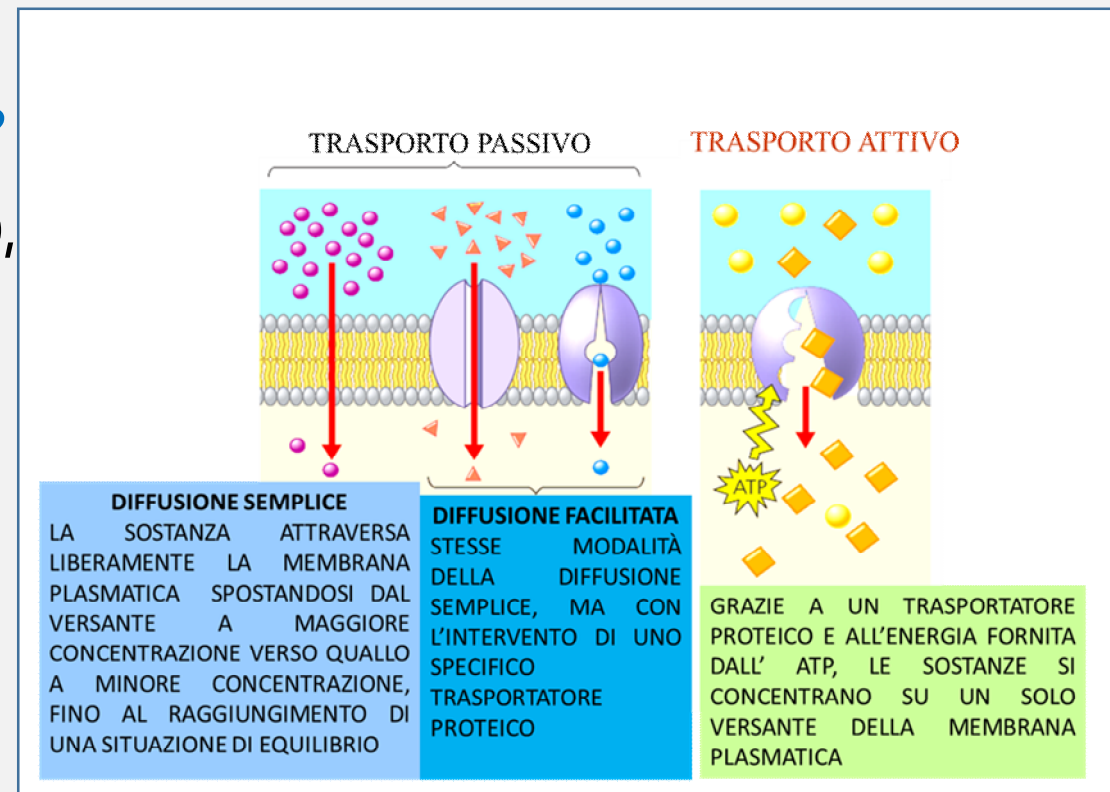 TRASPORTO PASSIVO
TRASPORTO ATTIVO
ATP
DIFFUSIONE SEMPLICE
LA SOSTANZA ATTRAVERSA
LIBERAMENTE LA MEMBRANA
PLASMATICA SPOSTANDOSI DAL
VERSANTE A MAGGIORE
CONCENTRAZIONE VERSO QUALLO
A MINORE CONCENTRAZIONE,
FINO AL RAGGIUNGIMENTO DI
UNA SITUAZIONE DI EQUILIBRIO
DIFFUSIONE FACILITATA
STESSE MODALITÀ
DELLA DIFFUSIONE
SEMPLICE, MA CON
L'INTERVENTO DI UNO
SPECIFICO
TRASPORTATORE
PROTEICO
GRAZIE A UN TRASPORTATORE
PROTEICO E ALL'ENERGIA FORNITA
DALL' ATP, LE SOSTANZE SI
CONCENTRANO SU UN SOLO
VERSANTE DELLA MEMBRANA
PLASMATICA